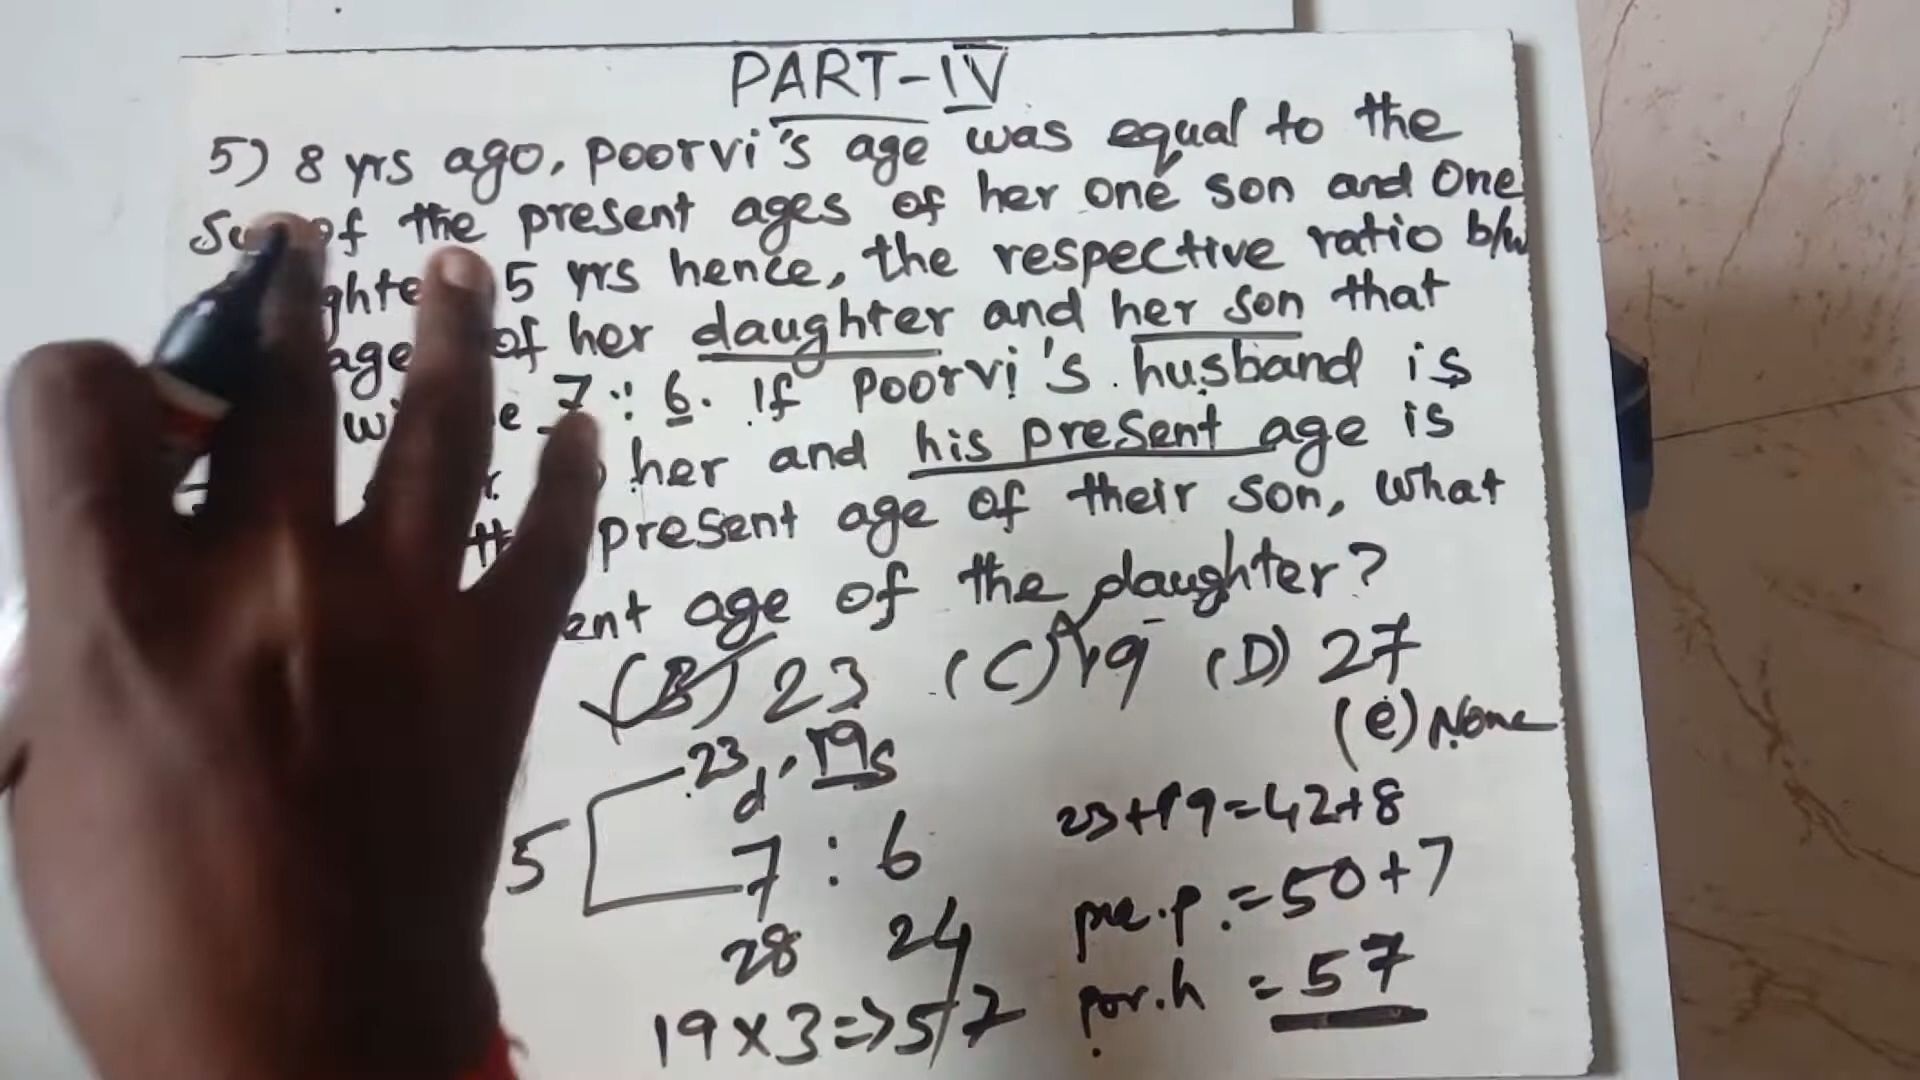 PART-IV
5) 8 yrs ago, Poorvi's age was equal to the
of the present ages of her one son and One
5 yrs hence, the respective ratio b/w
age of her daughter and her son that
7 : 6. If Poorvi's husband is
her and his present age is
present age of their son, what
age of the daughter?
(B) 23 (C) 19 (D) 27
(e) None
23 d, 19 s
5 7 : 6
28 24
19 × 3 => 57
23+19=42+8
pre.p. = 50+7
por.h = 57